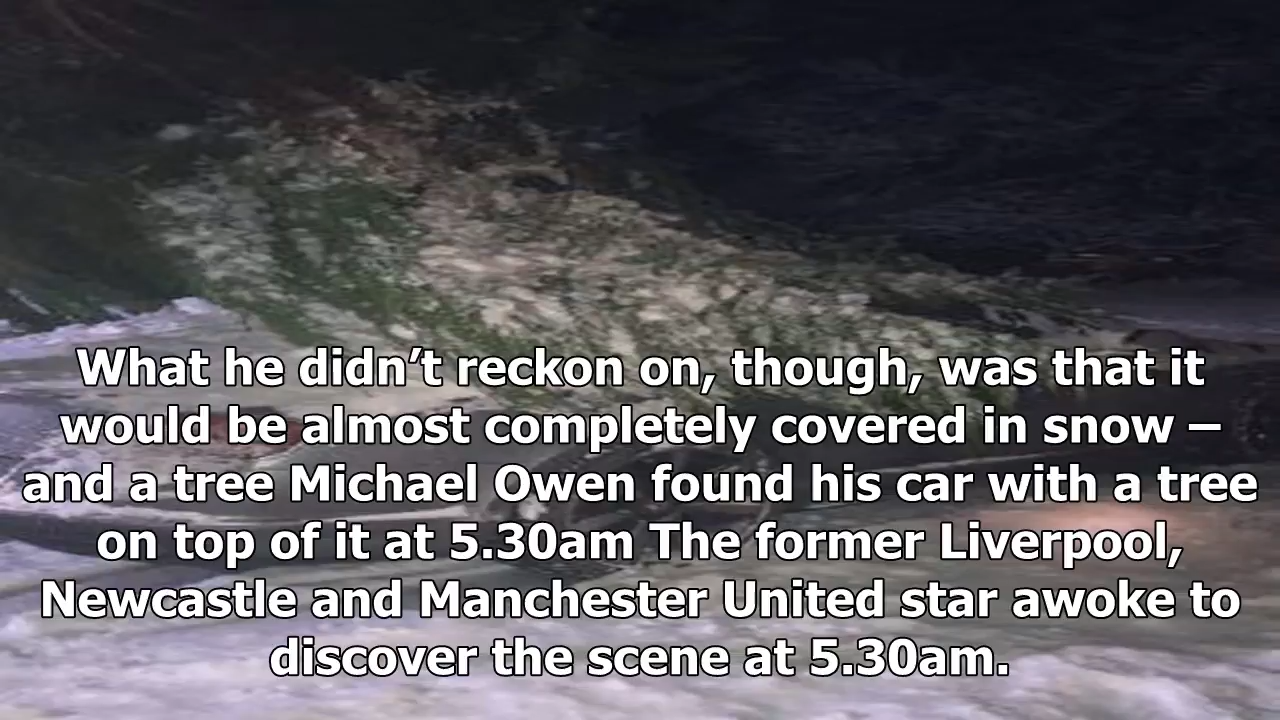 What he didn’t reckon on, though, was that it
would be almost completely covered in snow –
and a tree Michael Owen found his car with a tree
on top of it at 5.30am The former Liverpool,
Newcastle and Manchester United star awoke to
discover the scene at 5.30am.